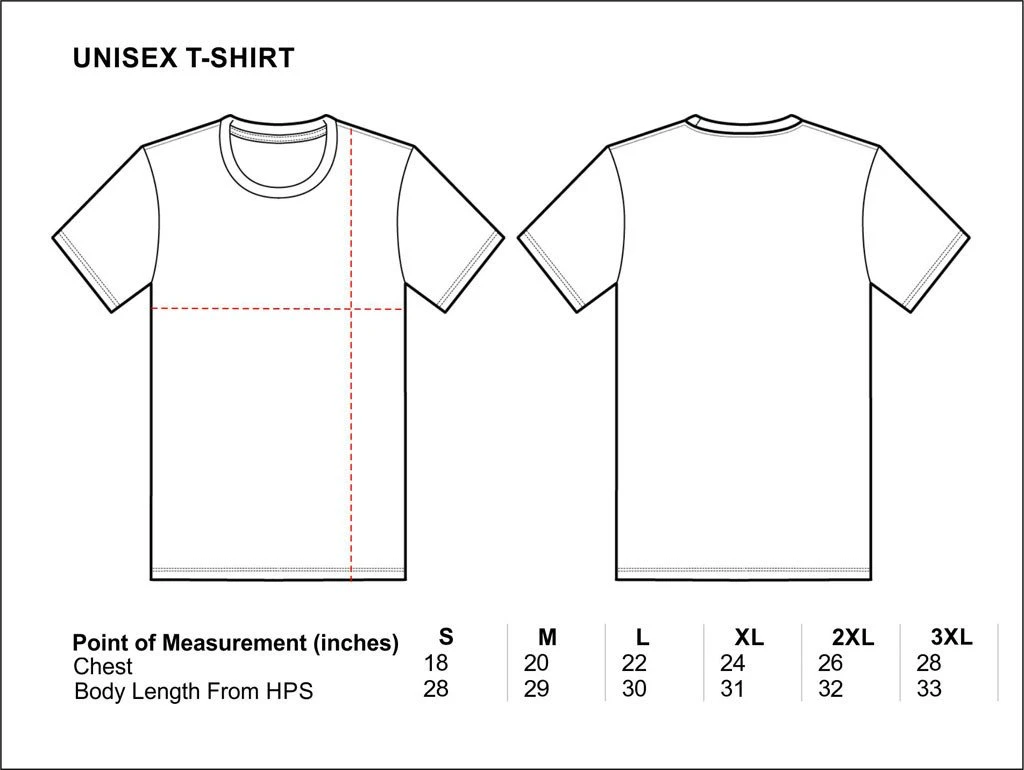 UNISEX T-SHIRT
Point of Measurement (inches) S M L XL 2XL 3XL
Chest 18 20 22 24 26 28
Body Length From HPS 28 29 30 31 32 33